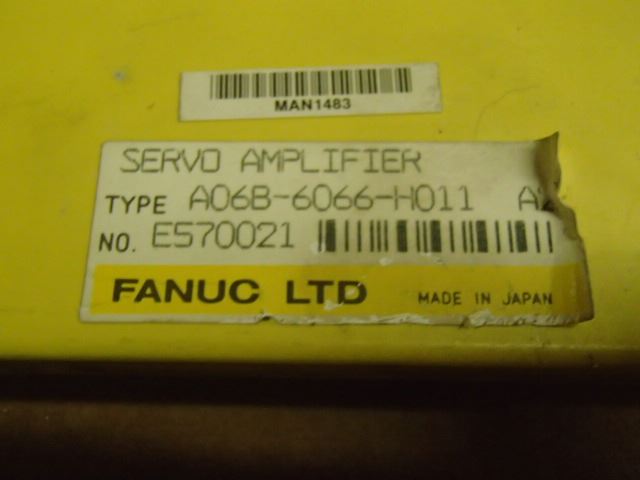 MAN1483
SERVO AMPLIFIER
TYPE A06B-6066-H011
NO. E570021
FANUC LTD MADE IN JAPAN